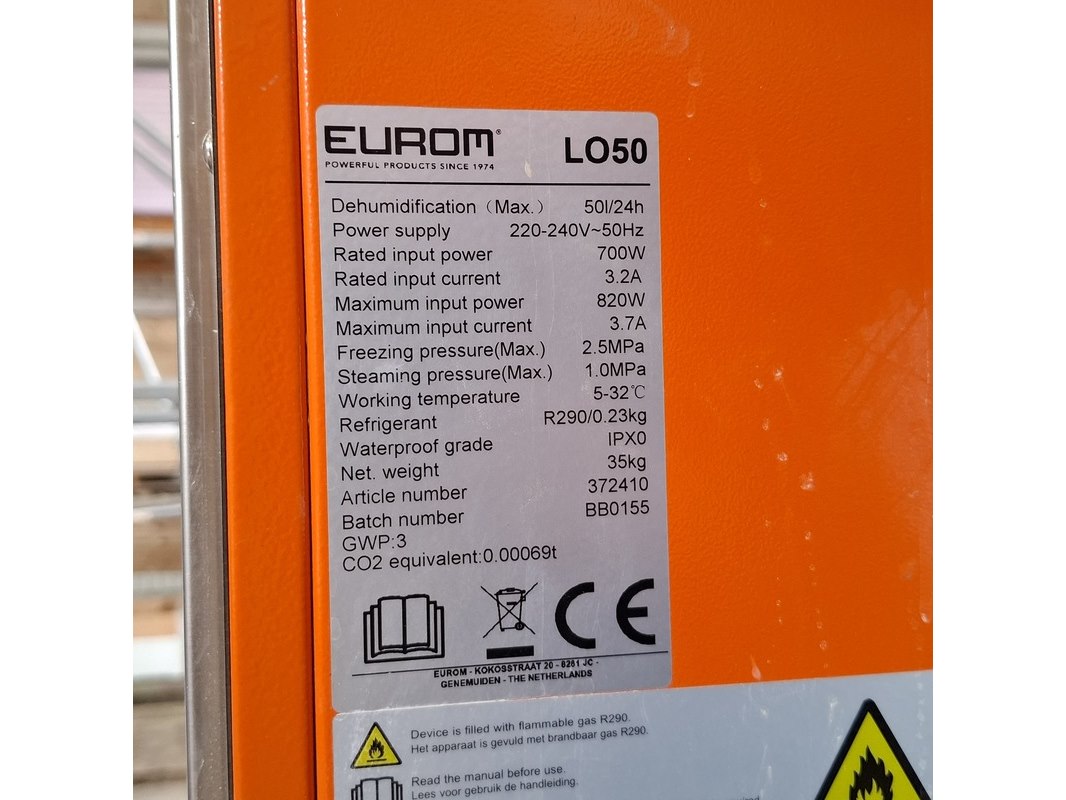 EUROM®
LO50
POWERFUL PRODUCTS SINCE 1974
Dehumidification (Max.) 50l/24h
Power supply 220-240V~50Hz
Rated input power 700W
Rated input current 3.2A
Maximum input power 820W
Maximum input current 3.7A
Freezing pressure(Max.) 2.5MPa
Steaming pressure(Max.) 1.0MPa
Working temperature 5-32℃
Refrigerant R290/0.23kg
Waterproof grade IPX0
Net. weight 35kg
Article number 372410
Batch number BB0155
GWP:3
CO2 equivalent:0.00069t
CE
EUROM - KOKOSSTRAAT 20 - 8281 JC -
GENEMUIDEN - THE NETHERLANDS
Device is filled with flammable gas R290.
Het apparaat is gevuld met brandbaar gas R290.
Read the manual before use.
Lees voor gebruik de handleiding.